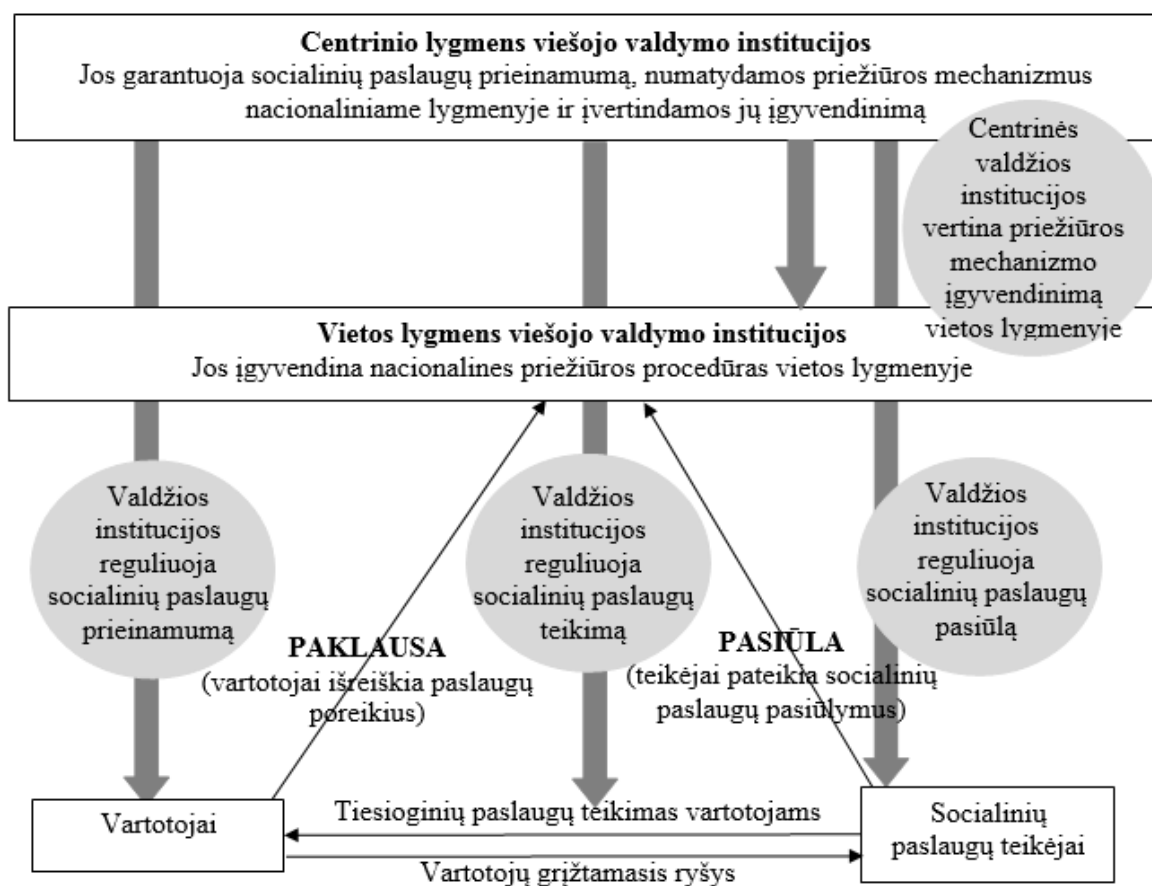 Centrinio lygmens viešojo valdymo institucijos
Jos garantuoja socialinių paslaugų prieinamumą, numatydamos priežiūros mechanizmus
nacionaliniame lygmenyje ir įvertindamos jų įgyvendinimą
Centrinės
valdžios
institucijos
vertina priežiūros
mechanizmo
įgyvendinimą
vietos lygmenyje
Vietos lygmens viešojo valdymo institucijos
Jos įgyvendina nacionalines priežiūros procedūras vietos lygmenyje
Valdžios
institucijos
reguliuoja
socialinių paslaugų
prieinamumą
Valdžios
institucijos
reguliuoja
socialinių paslaugų
teikimą
Valdžios
institucijos
reguliuoja
socialinių paslaugų
pasiūlą
PAKLAUSA
(vartotojai išreiškia paslaugų
poreikius)
PASIŪLA
(teikėjai pateikia socialinių
paslaugų pasiūlymus)
Vartotojai
Tiesioginių paslaugų teikimas vartotojams
Vartotojų grįžtamasis ryšys
Socialinių
paslaugų teikėjai